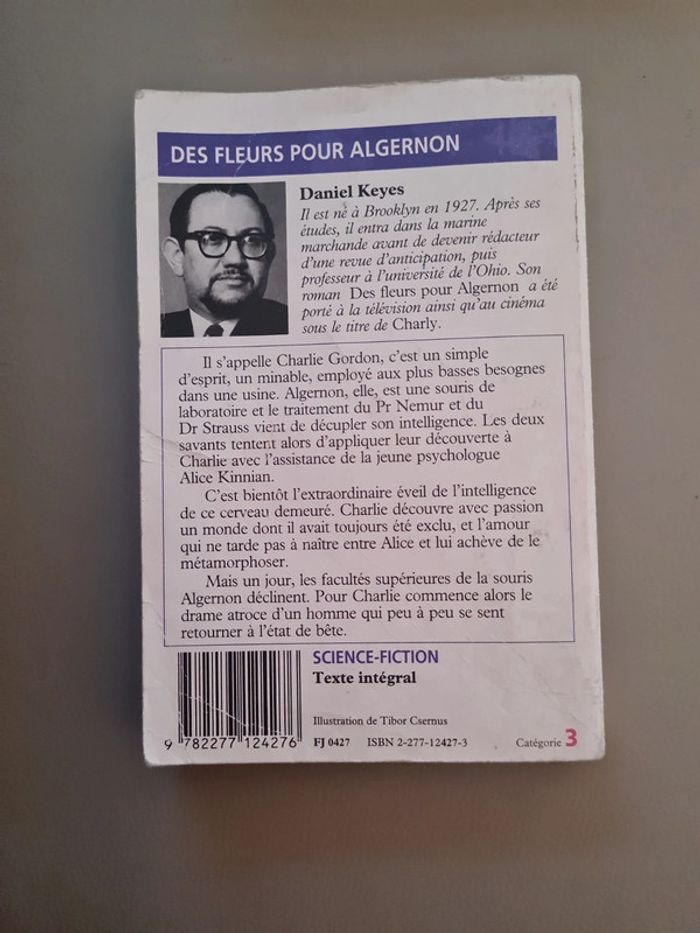 DES FLEURS POUR ALGERNON
Daniel Keyes
Il est né à Brooklyn en 1927. Après ses
études, il entra dans la marine
marchande avant de devenir rédacteur
d'une revue d'anticipation, puis
professeur à l'université de l'Ohio. Son
roman Des fleurs pour Algernon a été
porté à la télévision ainsi qu'au cinéma
sous le titre de Charly.
Il s'appelle Charlie Gordon, c'est un simple
d'esprit, un minable, employé aux plus basses besognes
dans une usine. Algernon, elle, est une souris de
laboratoire et le traitement du Pr Nemur et du
Dr Strauss vient de décupler son intelligence. Les deux
savants tentent alors d'appliquer leur découverte à
Charlie avec l'assistance de la jeune psychologue
Alice Kinnian.
C'est bientôt l'extraordinaire éveil de l'intelligence
de ce cerveau demeuré. Charlie découvre avec passion
un monde dont il avait toujours été exclu, et l'amour
qui ne tarde pas à naître entre Alice et lui achève de le
métamorphoser.
Mais un jour, les facultés supérieures de la souris
Algernon déclinent. Pour Charlie commence alors le
drame atroce d'un homme qui peu à peu se sent
retourner à l'état de bête.
SCIENCE-FICTION
Texte intégral
Illustration de Tibor Csernus
9 782277 124276 FJ 0427 ISBN 2-277-12427-3 Catégorie 3